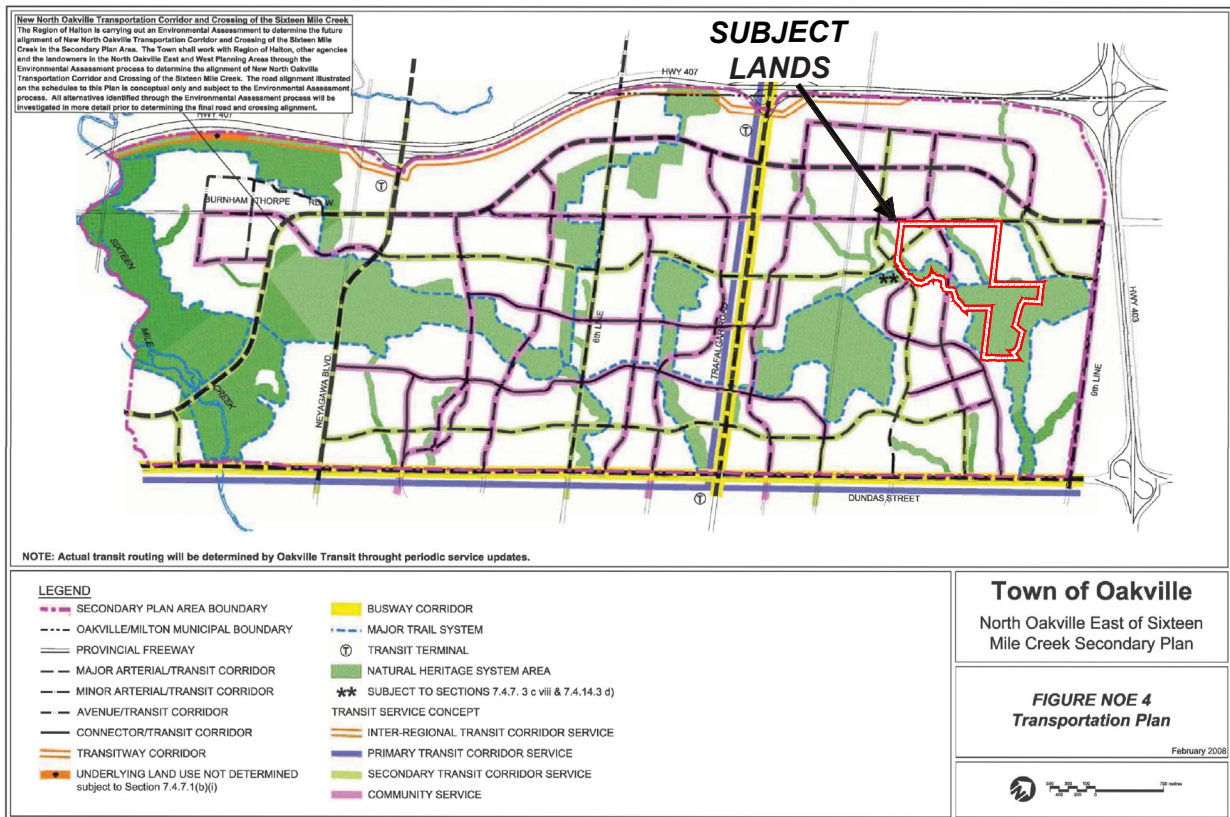 New North Oakville Transportation Corridor and Crossing of the Sixteen Mile Creek
The Region of Halton is carrying out an Environmental Assessmnent to determine the future
alignment of New North Oakville Transportation Corridor and Crossing of the Sixteen Mile
Creek in the Secondary Plan Area. The Town shall work with Region of Halton, other agencies
and the landowners in the North Oakville East and West Planning Areas through the
Environmental Assessment process to determine the alignment of New North Oakville
Transportation Corridor and Crossing of the Sixteen Mile Creek. The road alignment illustrated
on the schedules to this Plan is conceptual only and subject to the Environmental Assessment
process. All alternatives identified through the Environmental Assessment process will be
investigated in more detail prior to determining the final road and crossing alignment.
SUBJECT
LANDS
HWY 407
HWY 407
T
T
BURNHAM THORPE RD. W
SIXTEEN
MILE
CREEK
NEYAGAWA BLVD.
6th LINE
TRAFALGAR ROAD
**
HWY 403
9th LINE
T
DUNDAS STREET
NOTE: Actual transit routing will be determined by Oakville Transit throught periodic service updates.
LEGEND
SECONDARY PLAN AREA BOUNDARY
OAKVILLE/MILTON MUNICIPAL BOUNDARY
PROVINCIAL FREEWAY
MAJOR ARTERIAL/TRANSIT CORRIDOR
MINOR ARTERIAL/TRANSIT CORRIDOR
AVENUE/TRANSIT CORRIDOR
CONNECTOR/TRANSIT CORRIDOR
TRANSITWAY CORRIDOR
UNDERLYING LAND USE NOT DETERMINED
subject to Section 7.4.7.1(b)(i)
BUSWAY CORRIDOR
MAJOR TRAIL SYSTEM
T TRANSIT TERMINAL
NATURAL HERITAGE SYSTEM AREA
** SUBJECT TO SECTIONS 7.4.7. 3 c viii & 7.4.14.3 d)
TRANSIT SERVICE CONCEPT
INTER-REGIONAL TRANSIT CORRIDOR SERVICE
PRIMARY TRANSIT CORRIDOR SERVICE
SECONDARY TRANSIT CORRIDOR SERVICE
COMMUNITY SERVICE
Town of Oakville
North Oakville East of Sixteen
Mile Creek Secondary Plan
FIGURE NOE 4
Transportation Plan
February 2008